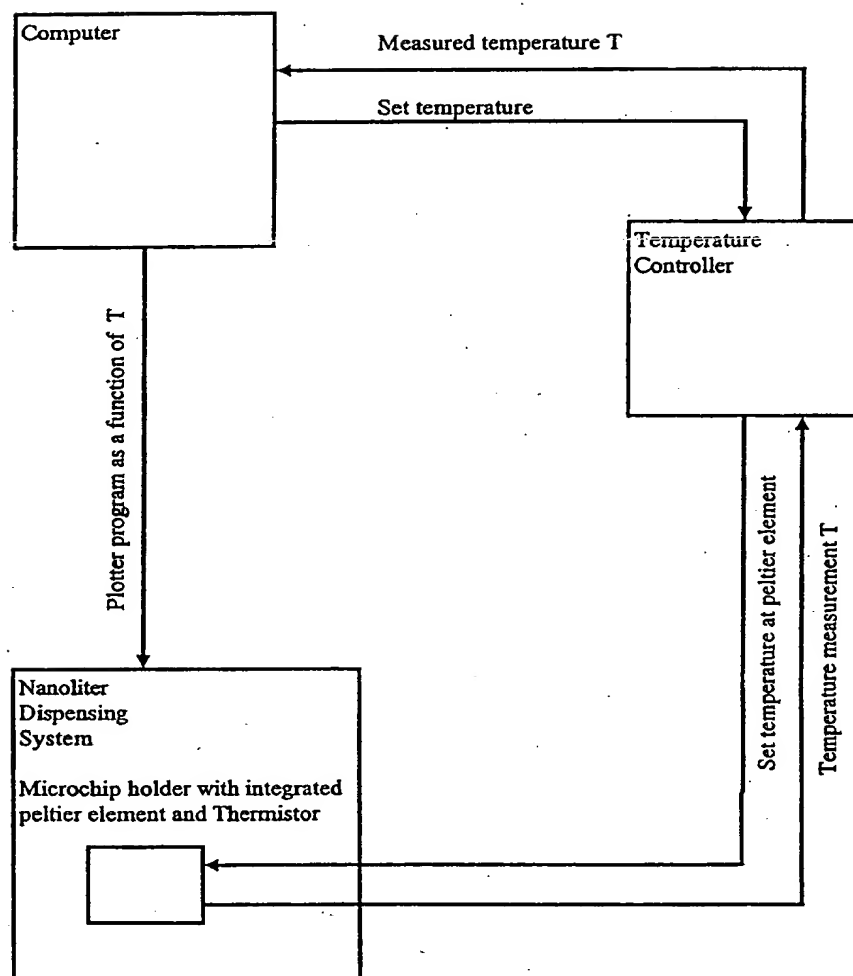 Computer
Measured temperature T
Set temperature
Temperature
Controller
Plotter program as a function of T
Set temperature at peltier element
Temperature measurement T
Nanoliter
Dispensing
System
Microchip holder with integrated
peltier element and Thermistor